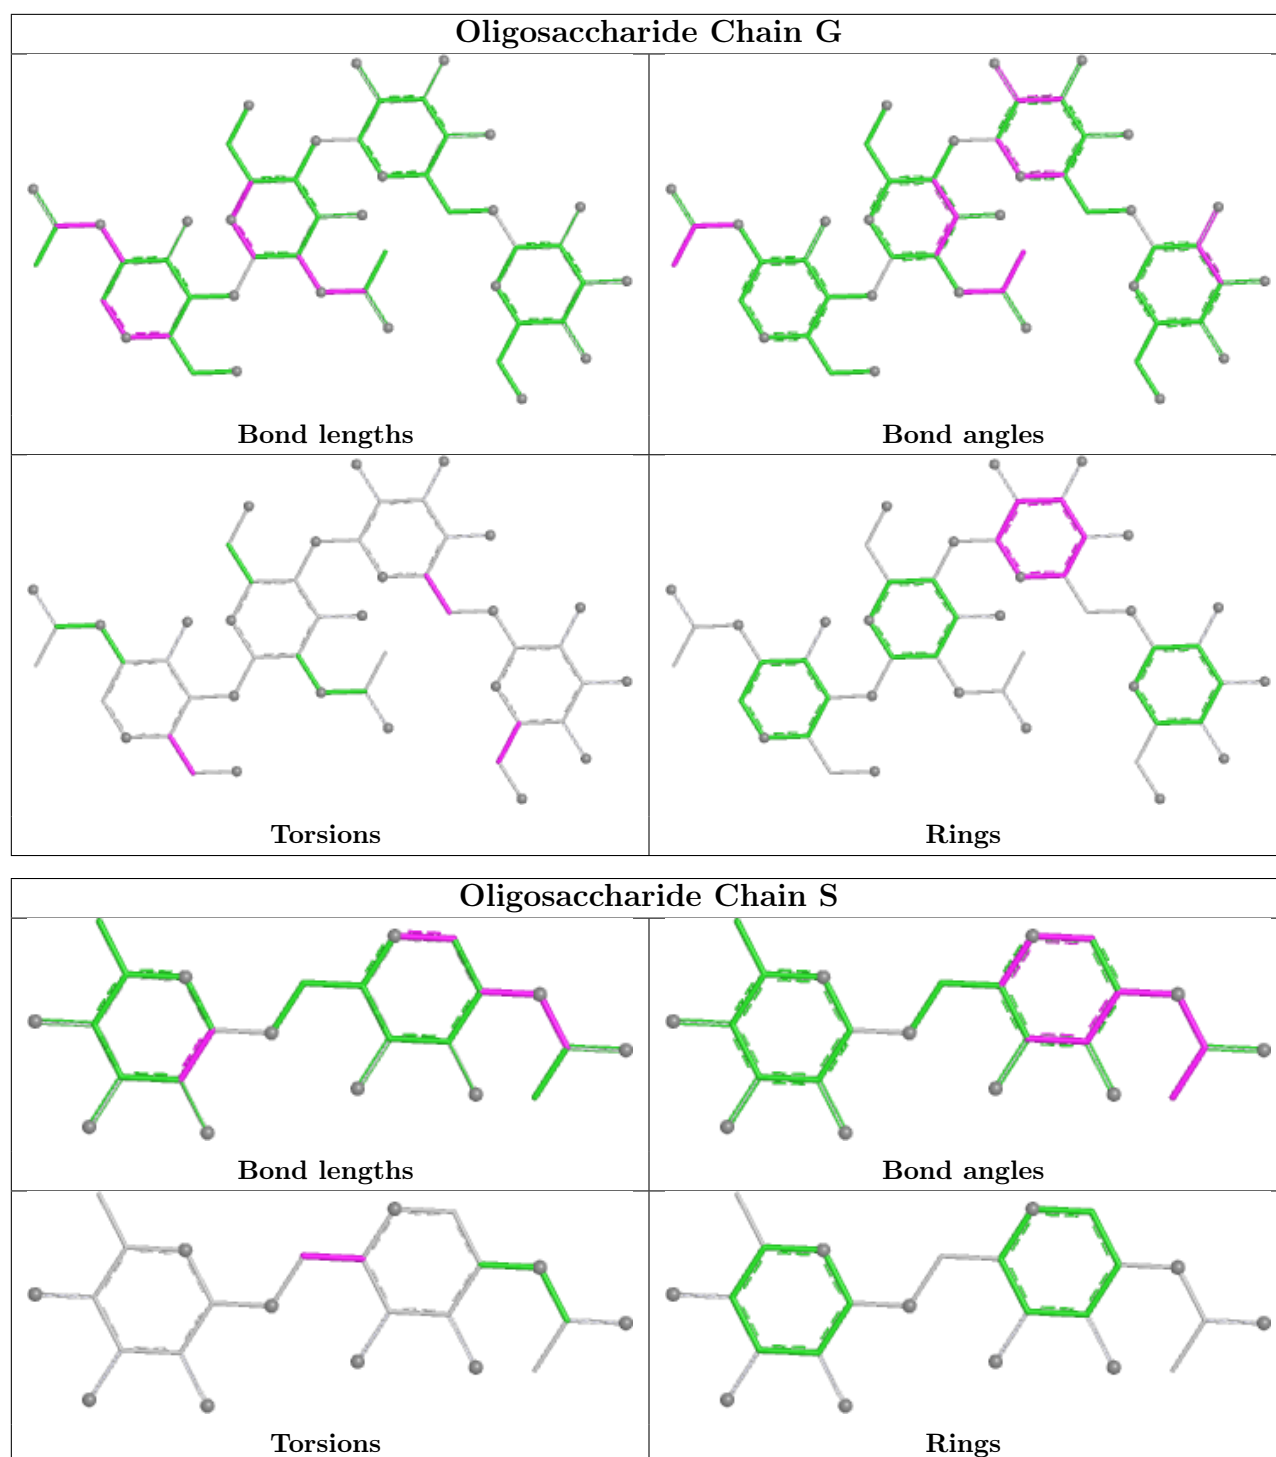 Oligosaccharide Chain G
Bond lengths
Bond angles
Torsions
Rings
Oligosaccharide Chain S
Bond lengths
Bond angles
Torsions
Rings